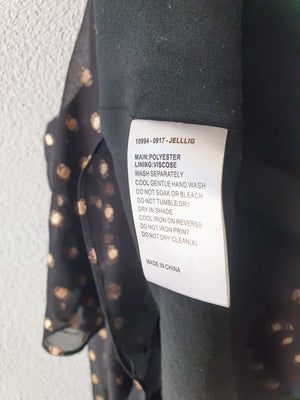 10994 - 0917 - JELLLIG
MAIN:POLYESTER
LINING:VISCOSE
WASH SEPARATELY
COOL GENTLE HAND WASH
DO NOT SOAK OR BLEACH
DO NOT TUMBLE DRY
DRY IN SHADE
COOL IRON ON REVERSE
DO NOT IRON PRINT
DO NOT DRY CLEAN(X)
MADE IN CHINA